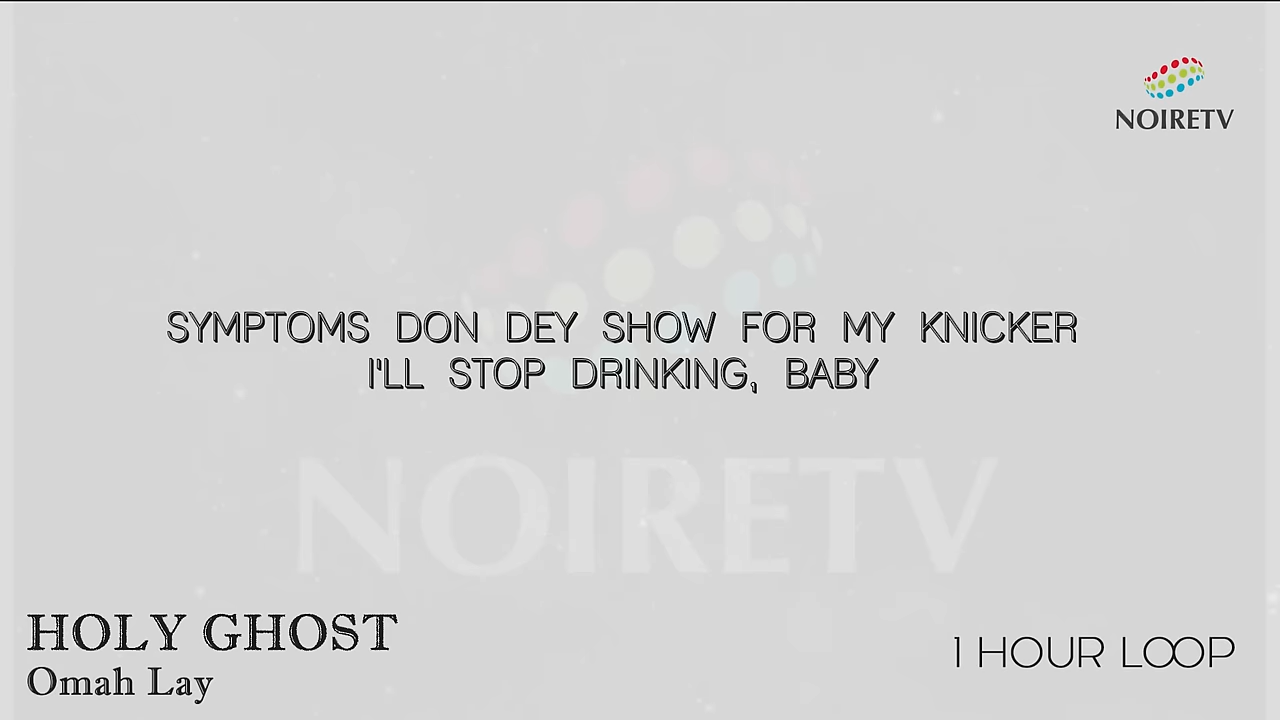 NOIRETV
SYMPTOMS DON DEY SHOW FOR MY KNICKER
I'LL STOP DRINKING, BABY
NOIRETV
HOLY GHOST
Omah Lay
1 HOUR LOOP